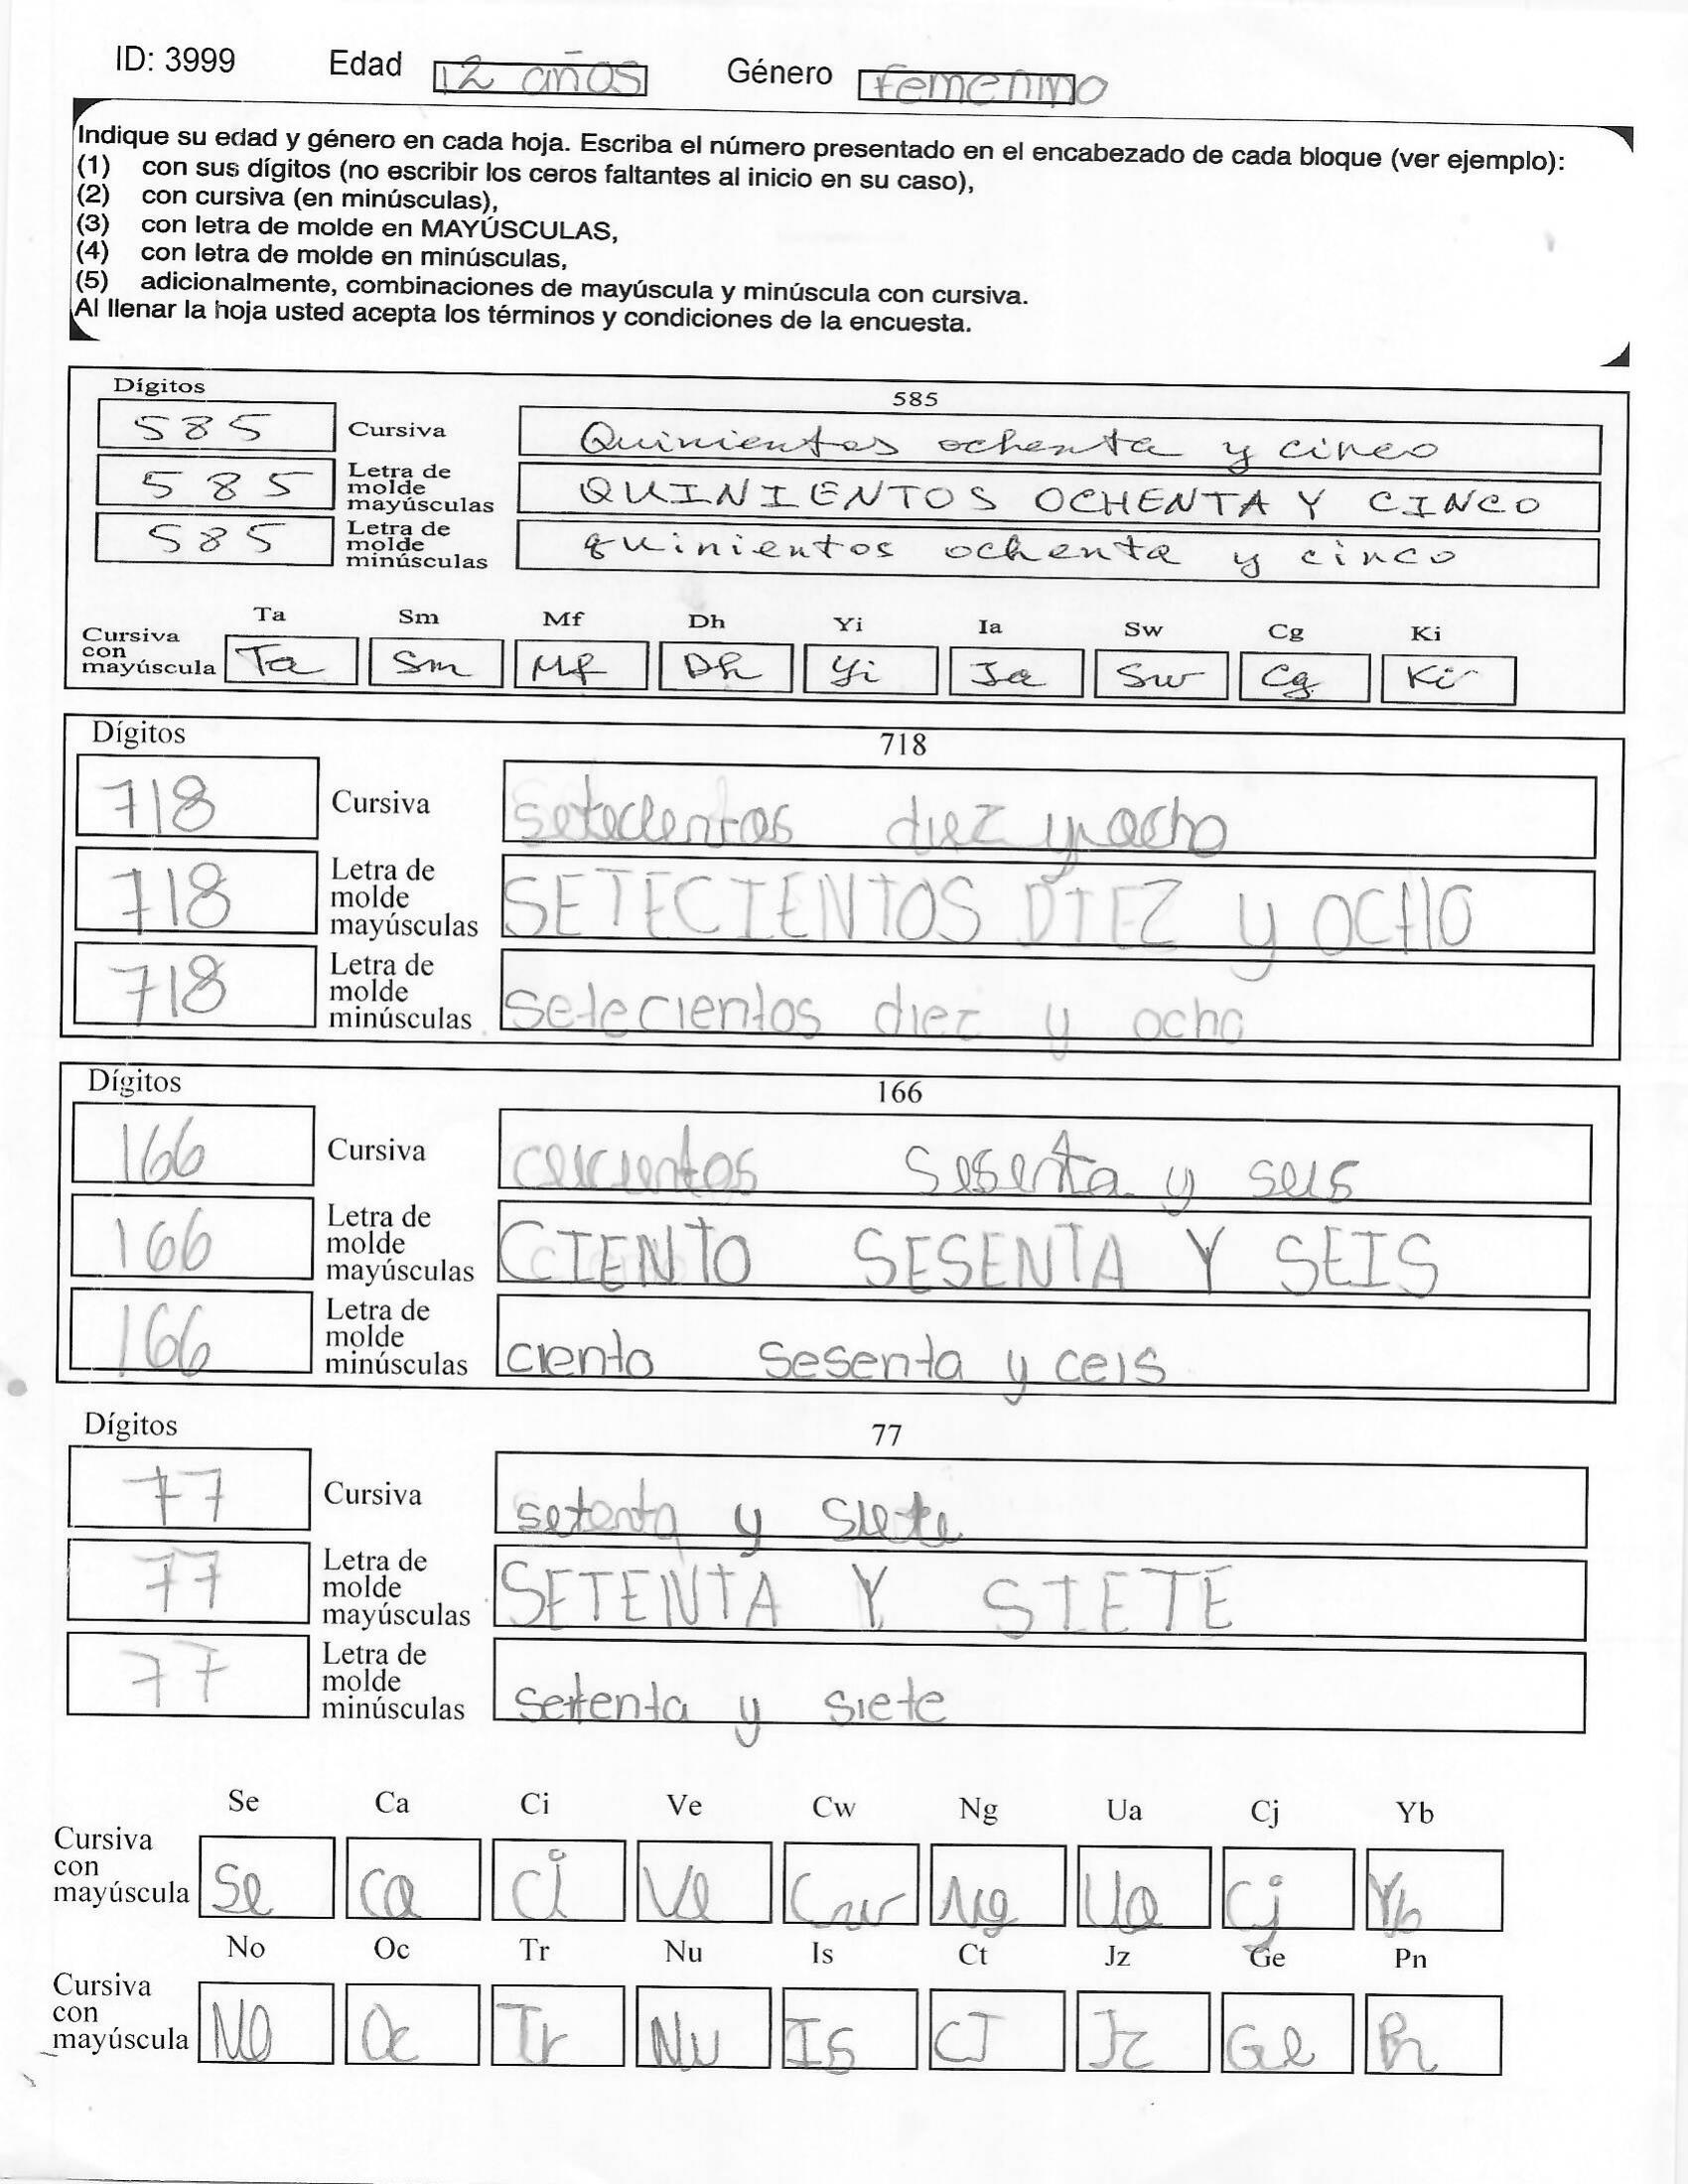 ID: 3999 Edad 12 años Género femenino
Indique su edad y género en cada hoja. Escriba el número presentado en el encabezado de cada bloque (ver ejemplo):
(1) con sus dígitos (no escribir los ceros faltantes al inicio en su caso),
(2) con cursiva (en minúsculas),
(3) con letra de molde en MAYÚSCULAS,
(4) con letra de molde en minúsculas,
(5) adicionalmente, combinaciones de mayúscula y minúscula con cursiva.
Al llenar la hoja usted acepta los términos y condiciones de la encuesta.
Dígitos 585
585 Cursiva Quinientos ochenta y cinco
585 Letra de molde mayúsculas QUINIENTOS OCHENTA Y CINCO
585 Letra de molde minúsculas quinientos ochenta y cinco
Ta Sm Mf Dh Yi Ia Sw Cg Ki
Cursiva con mayúscula Ta Sm Mf Dh Yi Ia Sw Cg Ki
Dígitos 718
718 Cursiva setecientos diez y ocho
718 Letra de molde mayúsculas SETECIENTOS DIEZ y OCHO
718 Letra de molde minúsculas setecientos diez y ocho
Dígitos 166
166 Cursiva sesenta y seis
166 Letra de molde mayúsculas CIENTO SESENTA Y SEIS
166 Letra de molde minúsculas ciento sesenta y ceis
Dígitos 77
77 Cursiva setenta y siete
77 Letra de molde mayúsculas SETENTA Y SIETE
77 Letra de molde minúsculas setenta y siete
Se Ca Ci Ve Cw Ng Ua Cj Yb
Cursiva con mayúscula Se Ca Ci Ve Cw Ng Ua Cj Yb
No Oc Tr Nu Is Ct Jz Ge Pn
Cursiva con mayúscula No Oc Tr Nu Is CT Jz Ge Pn